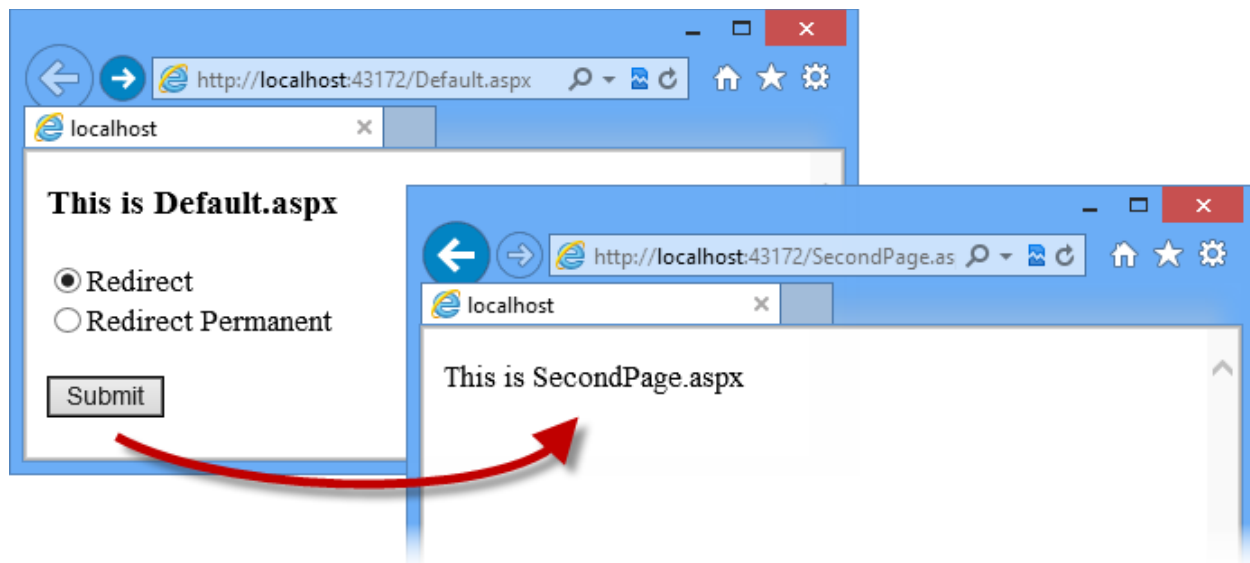 http://localhost:43172/Default.aspx
localhost
This is Default.aspx
Redirect
Redirect Permanent
Submit
http://localhost:43172/SecondPage.as
localhost
This is SecondPage.aspx